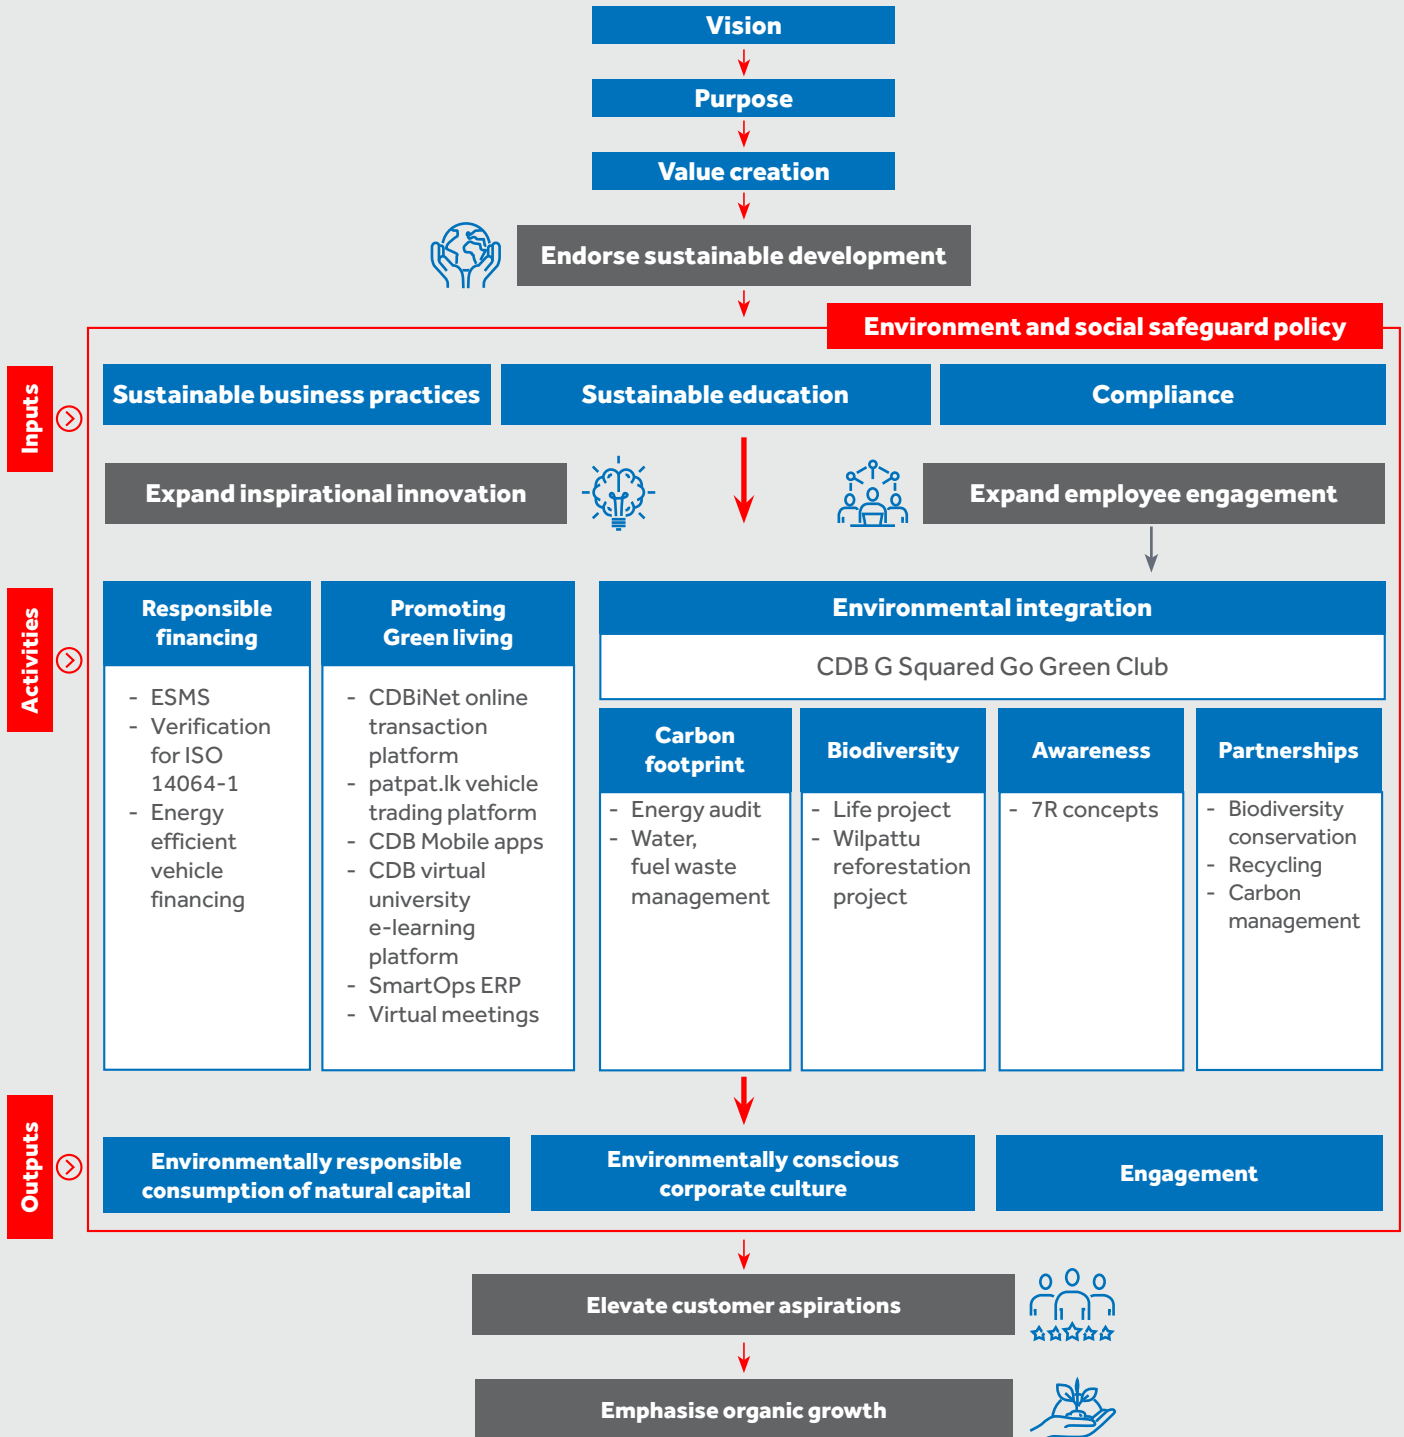 Vision
Purpose
Value creation
Endorse sustainable development
Environment and social safeguard policy
Inputs
Sustainable business practices
Sustainable education
Compliance
Expand inspirational innovation
Expand employee engagement
Activities
Responsible
financing
- ESMS
- Verification
for ISO
14064-1
- Energy
efficient
vehicle
financing
Promoting
Green living
- CDBiNet online
transaction
platform
- patpat.lk vehicle
trading platform
- CDB Mobile apps
- CDB virtual
university
e-learning
platform
- SmartOps ERP
- Virtual meetings
Environmental integration
CDB G Squared Go Green Club
Carbon
footprint
- Energy audit
- Water,
fuel waste
management
Biodiversity
- Life project
- Wilpattu
reforestation
project
Awareness
- 7R concepts
Partnerships
- Biodiversity
conservation
- Recycling
- Carbon
management
Outputs
Environmentally responsible
consumption of natural capital
Environmentally conscious
corporate culture
Engagement
Elevate customer aspirations
Emphasise organic growth